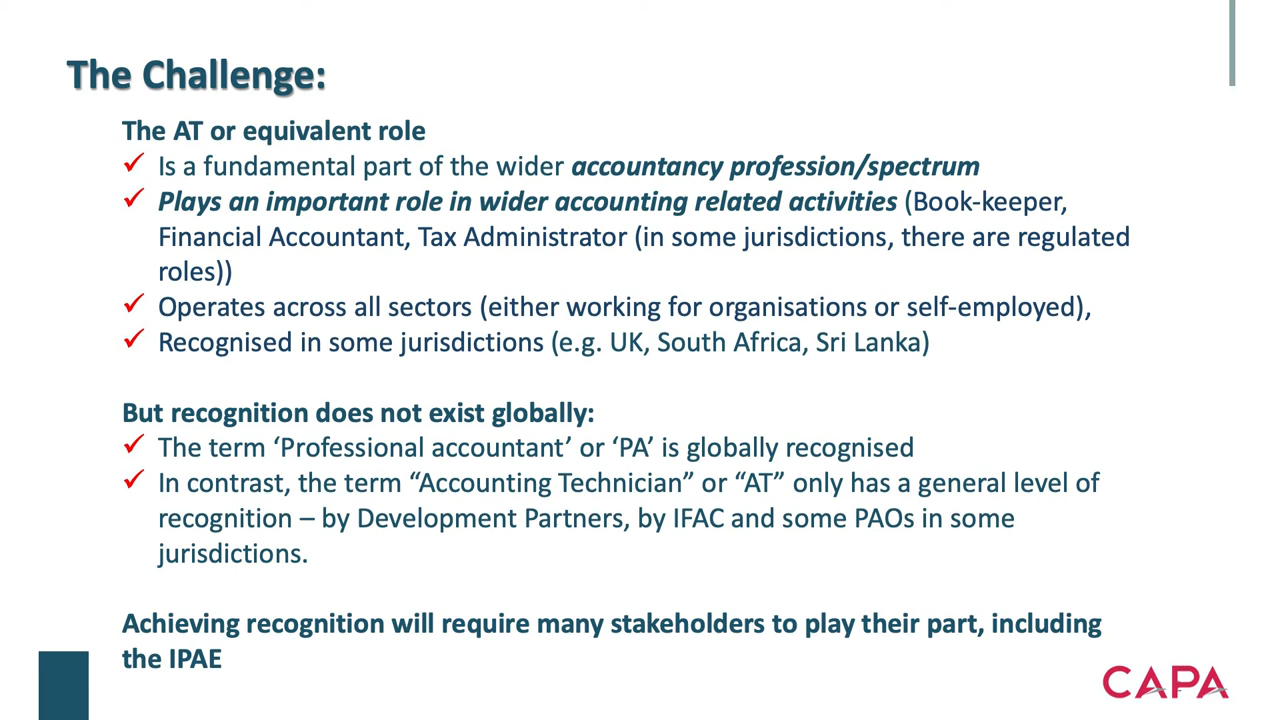 The Challenge:
The AT or equivalent role
✓ Is a fundamental part of the wider accountancy profession/spectrum
✓ Plays an important role in wider accounting related activities (Book-keeper,
Financial Accountant, Tax Administrator (in some jurisdictions, there are regulated
roles))
✓ Operates across all sectors (either working for organisations or self-employed),
✓ Recognised in some jurisdictions (e.g. UK, South Africa, Sri Lanka)
But recognition does not exist globally:
✓ The term ‘Professional accountant’ or ‘PA’ is globally recognised
✓ In contrast, the term “Accounting Technician” or “AT” only has a general level of
recognition – by Development Partners, by IFAC and some PAOs in some
jurisdictions.
Achieving recognition will require many stakeholders to play their part, including
the IPAE
CAPA